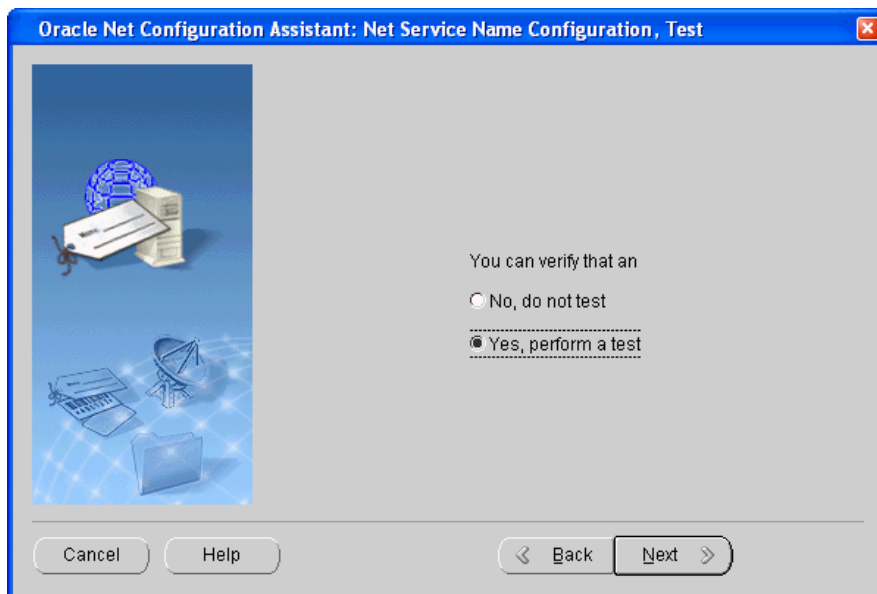 Oracle Net Configuration Assistant: Net Service Name Configuration, Test
You can verify that an
No, do not test
Yes, perform a test
Cancel
Help
Back
Next